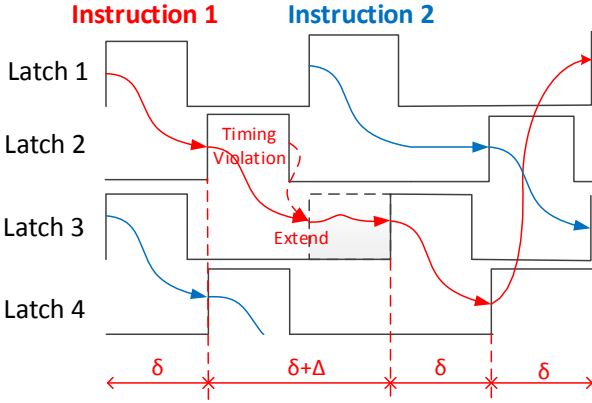 Instruction 1 Instruction 2
Latch 1
Latch 2
Timing
Violation
Latch 3
Extend
Latch 4
δ δ+Δ δ δ